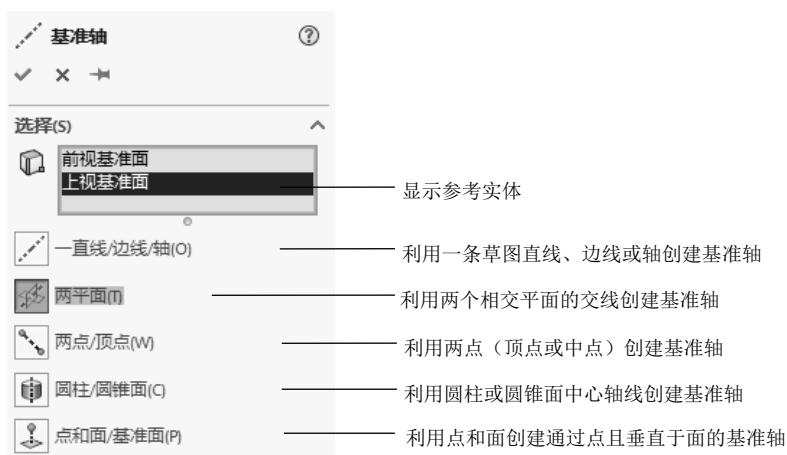 基准轴
选择(S)
前视基准面
上视基准面
显示参考实体
一直线/边线/轴(O)
利用一条草图直线、边线或轴创建基准轴
两平面(T)
利用两个相交平面的交线创建基准轴
两点/顶点(W)
利用两点（顶点或中点）创建基准轴
圆柱/圆锥面(C)
利用圆柱或圆锥面中心轴线创建基准轴
点和面/基准面(P)
利用点和面创建通过点且垂直于面的基准轴